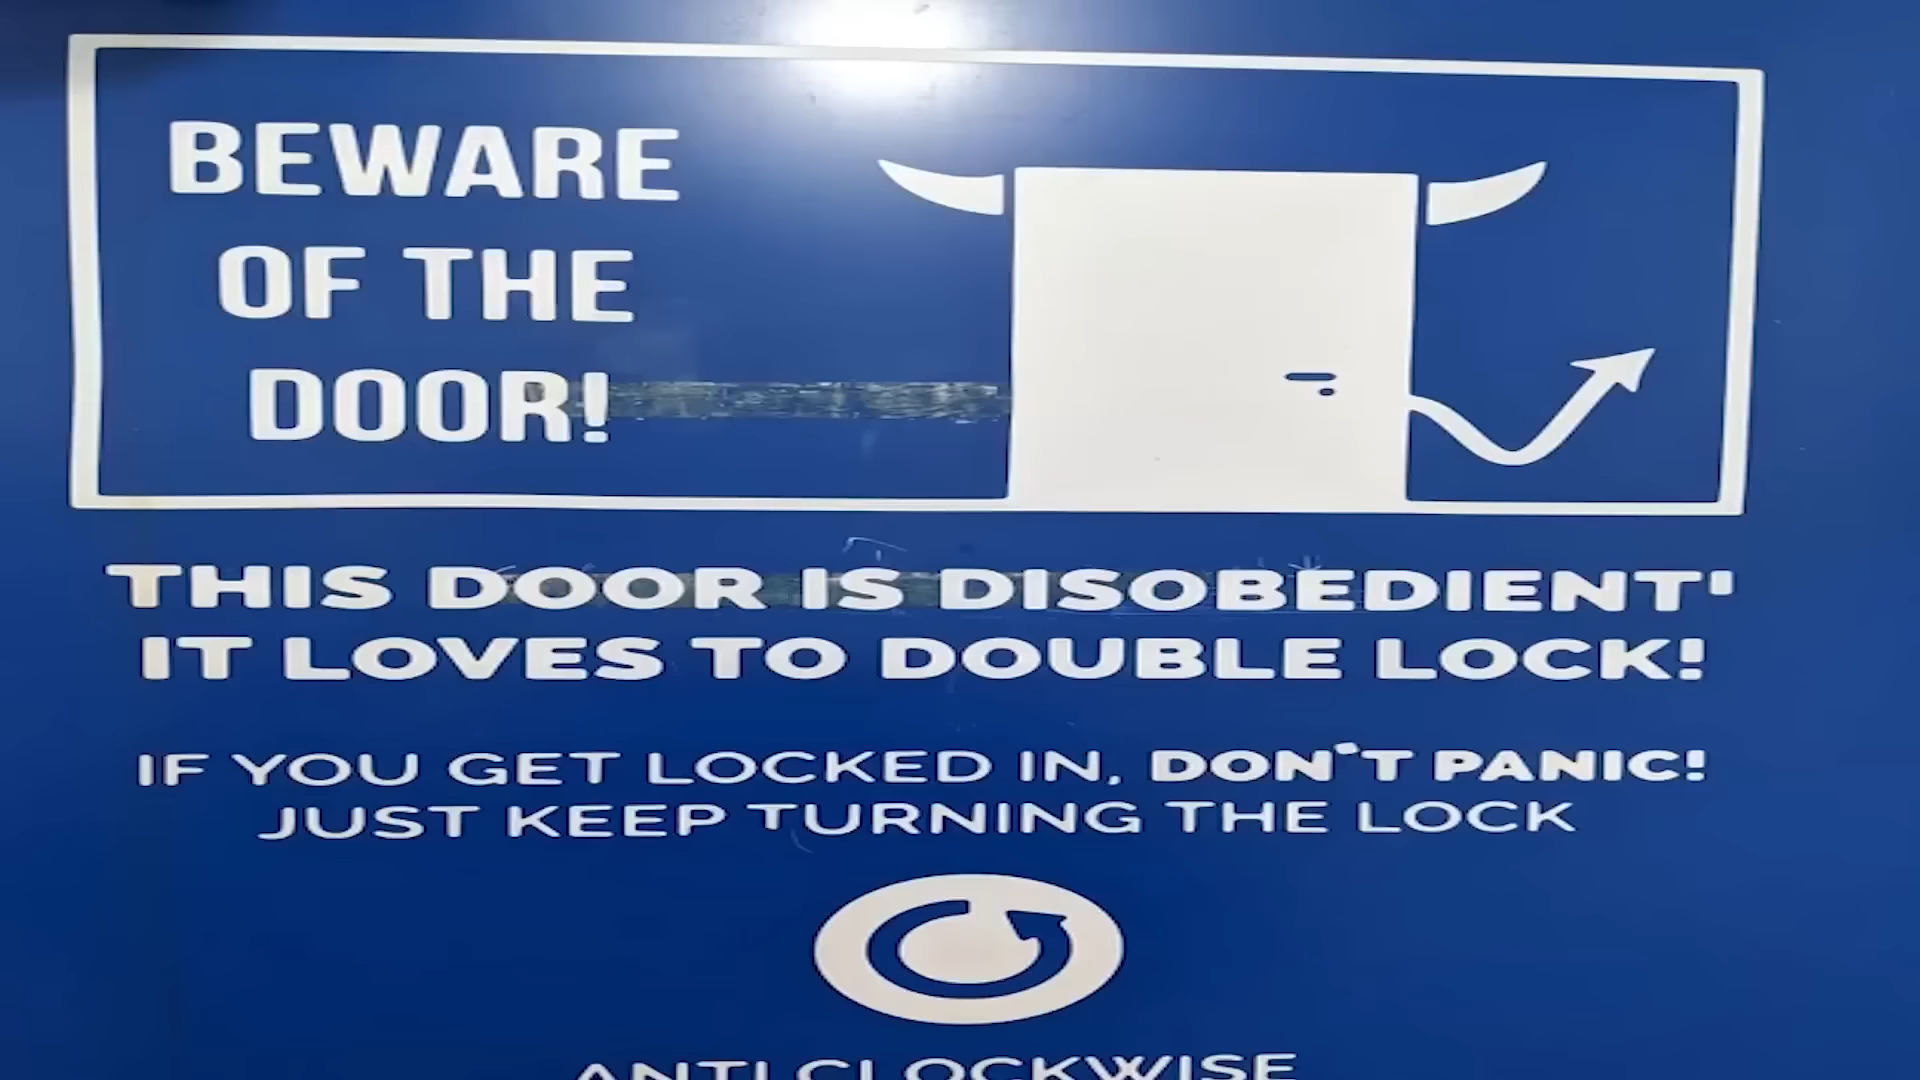 BEWARE
OF THE
DOOR!
THIS DOOR IS DISOBEDIENT'
IT LOVES TO DOUBLE LOCK!
IF YOU GET LOCKED IN, DON'T PANIC!
JUST KEEP TURNING THE LOCK
ANTI CLOCKWISE